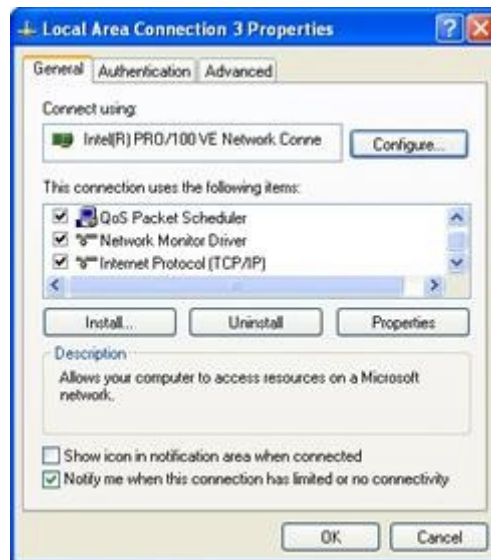 Local Area Connection 3 Properties
General Authentication Advanced
Connect using:
Intel(R) PRO/100 VE Network Conne
Configure...
This connection uses the following items:
QoS Packet Scheduler
Network Monitor Driver
Internet Protocol (TCP/IP)
Install... Uninstall Properties
Description
Allows your computer to access resources on a Microsoft
network.
Show icon in notification area when connected
Notify me when this connection has limited or no connectivity
OK Cancel